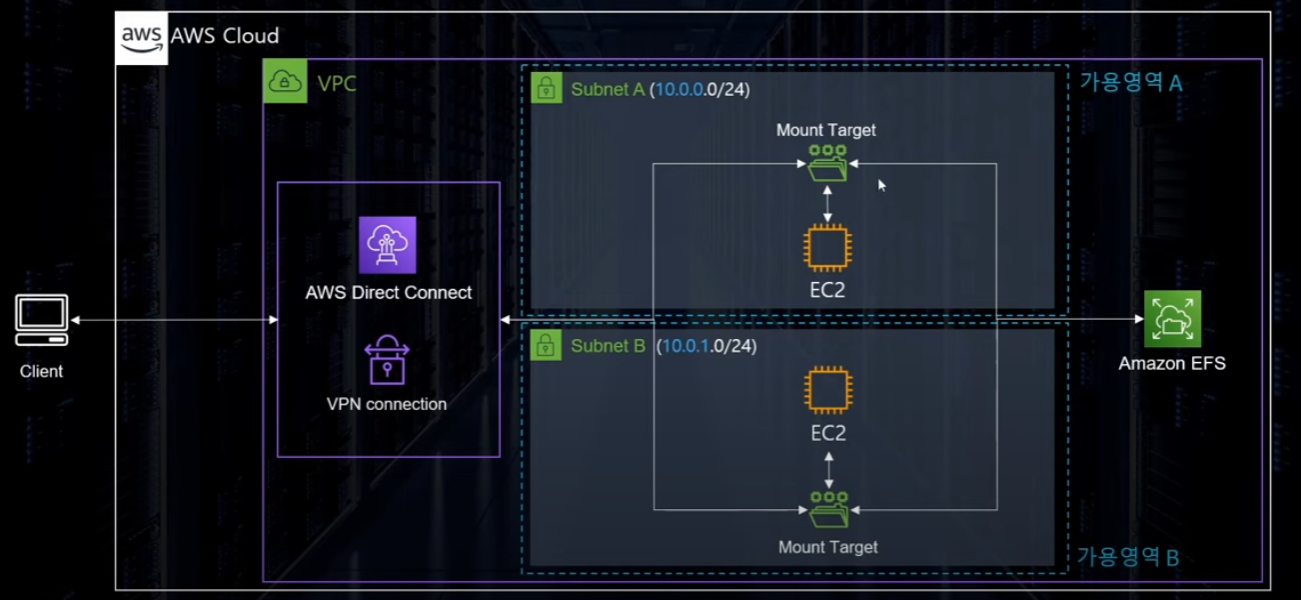 aws AWS Cloud
VPC
Subnet A (10.0.0.0/24)
가용영역 A
Mount Target
EC2
AWS Direct Connect
VPN connection
Client
Subnet B (10.0.1.0/24)
EC2
Mount Target
가용영역 B
Amazon EFS